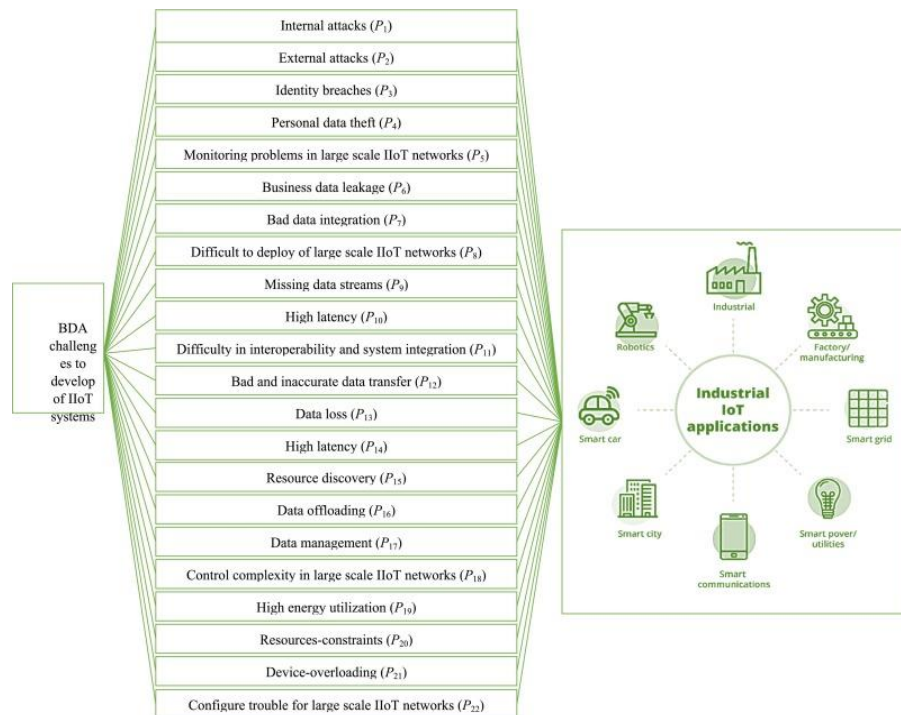 Internal attacks (P1)
External attacks (P2)
Identity breaches (P3)
Personal data theft (P4)
Monitoring problems in large scale IIoT networks (P5)
Business data leakage (P6)
Bad data integration (P7)
Difficult to deploy of large scale IIoT networks (P8)
Missing data streams (P9)
High latency (P10)
Difficulty in interoperability and system integration (P11)
Bad and inaccurate data transfer (P12)
Data loss (P13)
High latency (P14)
Resource discovery (P15)
Data offloading (P16)
Data management (P17)
Control complexity in large scale IIoT networks (P18)
High energy utilization (P19)
Resources-constraints (P20)
Device-overloading (P21)
Configure trouble for large scale IIoT networks (P22)
BDA
challeng
es to
develop
of IIoT
systems
Industrial
Robotics
Factory/
manufacturing
Industrial
IoT
applications
Smart car
Smart grid
Smart city
Smart pover/
utilities
Smart
communications